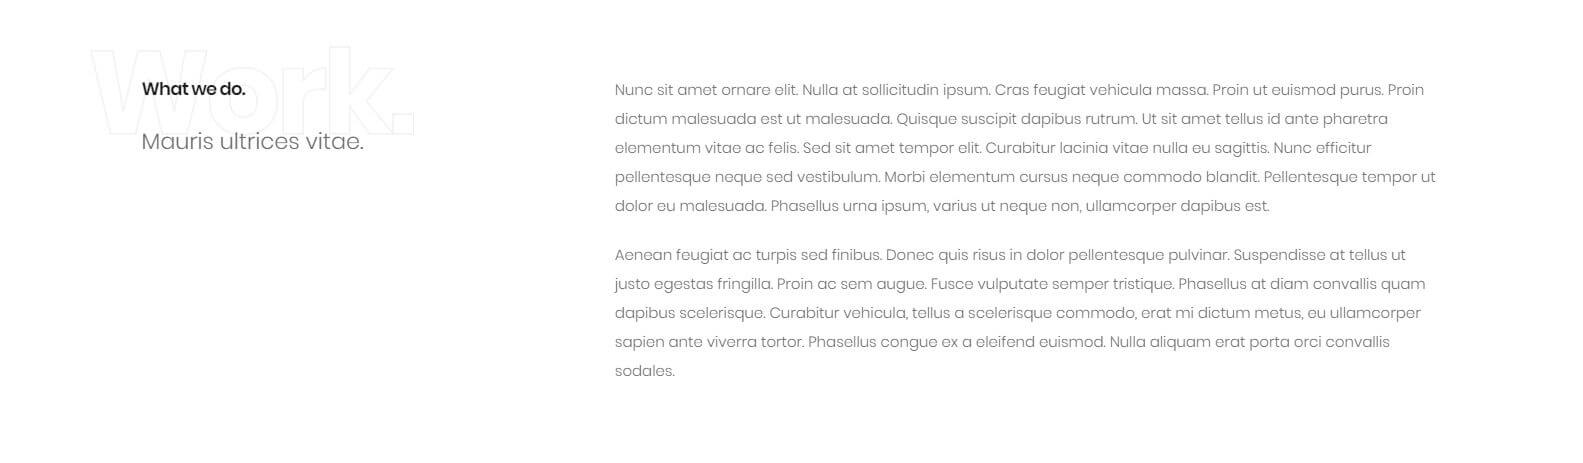 Work.
What we do.
Mauris ultrices vitae.
Nunc sit amet ornare elit. Nulla at sollicitudin ipsum. Cras feugiat vehicula massa. Proin ut euismod purus. Proin
dictum malesuada est ut malesuada. Quisque suscipit dapibus rutrum. Ut sit amet tellus id ante pharetra
elementum vitae ac felis. Sed sit amet tempor elit. Curabitur lacinia vitae nulla eu sagittis. Nunc efficitur
pellentesque neque sed vestibulum. Morbi elementum cursus neque commodo blandit. Pellentesque tempor ut
dolor eu malesuada. Phasellus urna ipsum, varius ut neque non, ullamcorper dapibus est.
Aenean feugiat ac turpis sed finibus. Donec quis risus in dolor pellentesque pulvinar. Suspendisse at tellus ut
justo egestas fringilla. Proin ac sem augue. Fusce vulputate semper tristique. Phasellus at diam convallis quam
dapibus scelerisque. Curabitur vehicula, tellus a scelerisque commodo, erat mi dictum metus, eu ullamcorper
sapien ante viverra tortor. Phasellus congue ex a eleifend euismod. Nulla aliquam erat porta orci convallis
sodales.